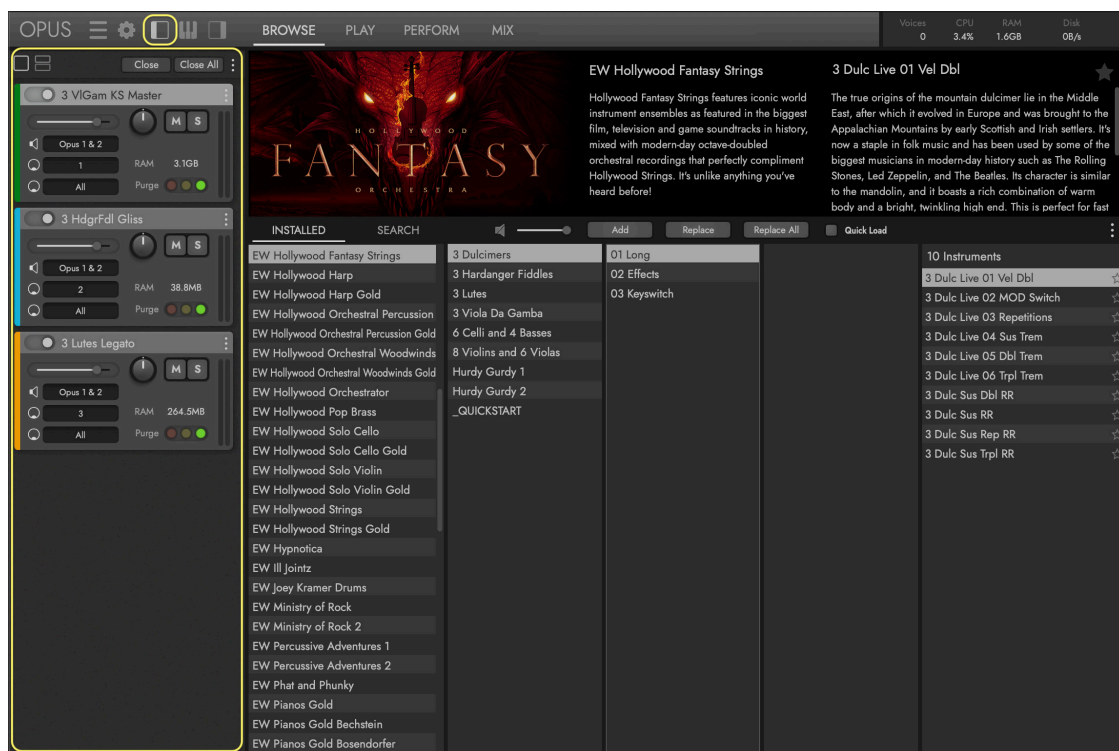 OPUS
BROWSE PLAY PERFORM MIX
Voices CPU RAM Disk
0 3.4% 1.6GB 0B/s
Close Close All
3 VlGam KS Master
M S
Opus 1 & 2
1 RAM 3.1GB
All Purge
3 HdgrFdl Gliss
M S
Opus 1 & 2
2 RAM 38.8MB
All Purge
3 Lutes Legato
M S
Opus 1 & 2
3 RAM 264.5MB
All Purge
HOLLYWOOD
FANTASY
ORCHESTRA
EW Hollywood Fantasy Strings
Hollywood Fantasy Strings features iconic world
instrument ensembles as featured in the biggest
film, television and game soundtracks in history,
mixed with modern-day octave-doubled
orchestral recordings that perfectly compliment
Hollywood Strings. It's unlike anything you've
heard before!
3 Dulc Live 01 Vel Dbl
The true origins of the mountain dulcimer lie in the Middle
East, after which it evolved in Europe and was brought to the
Appalachian Mountains by early Scottish and Irish settlers. It's
now a staple in folk music and has been used by some of the
biggest musicians in modern-day history such as The Rolling
Stones, Led Zeppelin, and The Beatles. Its character is similar
to the mandolin, and it boasts a rich combination of warm
body and a bright, twinkling high end. This is perfect for fast
INSTALLED SEARCH
Add Replace Replace All Quick Load
EW Hollywood Fantasy Strings
EW Hollywood Harp
EW Hollywood Harp Gold
EW Hollywood Orchestral Percussion
EW Hollywood Orchestral Percussion Gold
EW Hollywood Orchestral Woodwinds
EW Hollywood Orchestral Woodwinds Gold
EW Hollywood Orchestrator
EW Hollywood Pop Brass
EW Hollywood Solo Cello
EW Hollywood Solo Cello Gold
EW Hollywood Solo Violin
EW Hollywood Solo Violin Gold
EW Hollywood Strings
EW Hollywood Strings Gold
EW Hypnotica
EW Ill Jointz
EW Joey Kramer Drums
EW Ministry of Rock
EW Ministry of Rock 2
EW Percussive Adventures 1
EW Percussive Adventures 2
EW Phat and Phunky
EW Pianos Gold
EW Pianos Gold Bechstein
EW Pianos Gold Bosendorfer
3 Dulcimers
3 Hardanger Fiddles
3 Lutes
3 Viola Da Gamba
6 Celli and 4 Basses
8 Violins and 6 Violas
Hurdy Gurdy 1
Hurdy Gurdy 2
_QUICKSTART
01 Long
02 Effects
03 Keyswitch
10 Instruments
3 Dulc Live 01 Vel Dbl
3 Dulc Live 02 MOD Switch
3 Dulc Live 03 Repetitions
3 Dulc Live 04 Sus Trem
3 Dulc Live 05 Dbl Trem
3 Dulc Live 06 Trpl Trem
3 Dulc Sus Dbl RR
3 Dulc Sus RR
3 Dulc Sus Rep RR
3 Dulc Sus Trpl RR